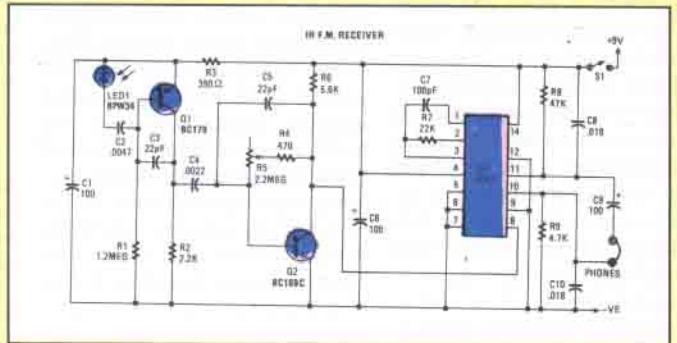 IR F.M. RECEIVER
+9V
S1
R3
390Ω
C5
22pF
R6
5.6K
C7
100pF
R7
22K
R8
47K
C8
.018
LED1
BPW34
Q1
BC179
C2
.0047
C3
22pF
C4
.0022
R4
470
R5
2.2MEG
1
2
3
4
5
6
7
14
12
11
10
9
8
+
C1
100
R1
1.2MEG
R2
2.2K
Q2
BC109C
+
C6
100
R9
4.7K
+
C9
100
PHONES
C10
.018
-VE